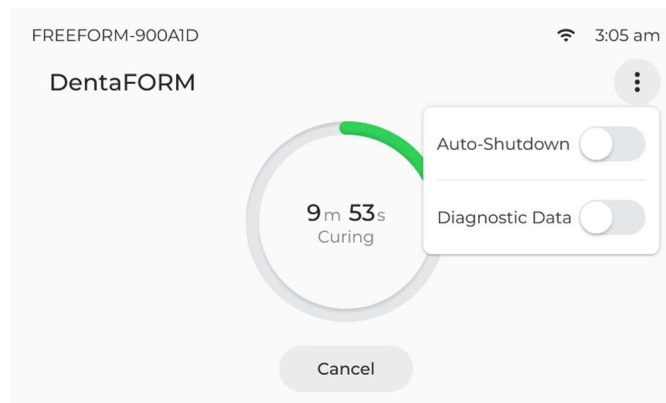 FREEFORM-900A1D 3:05 am
DentaFORM
Auto-Shutdown
Diagnostic Data
9m 53s
Curing
Cancel